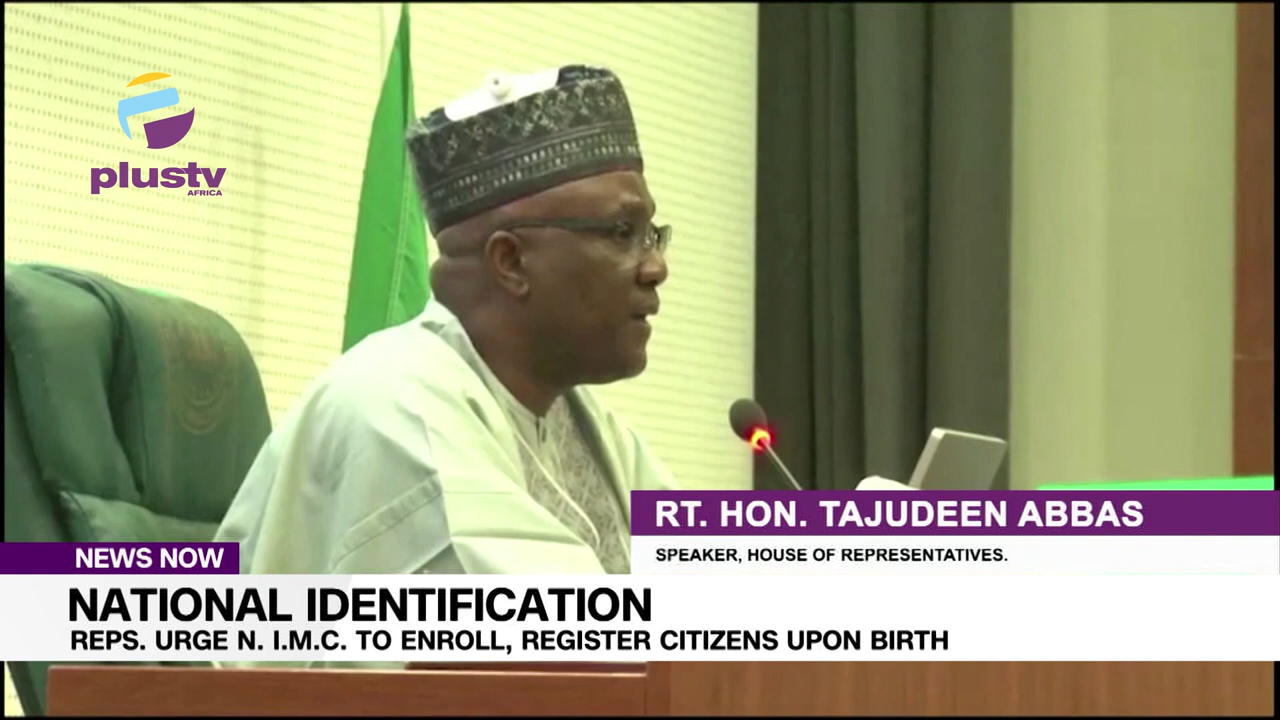 plustv
AFRICA
RT. HON. TAJUDEEN ABBAS
SPEAKER, HOUSE OF REPRESENTATIVES.
NEWS NOW
NATIONAL IDENTIFICATION
REPS. URGE N. I.M.C. TO ENROLL, REGISTER CITIZENS UPON BIRTH